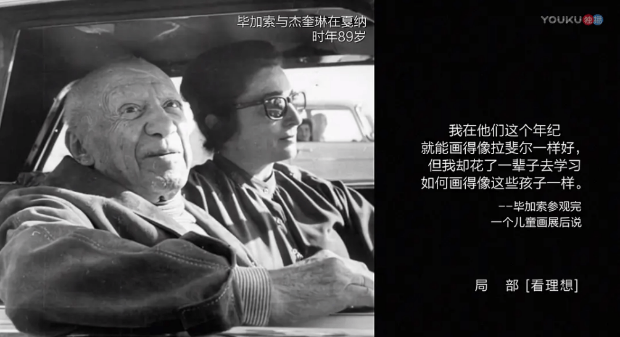 毕加索与杰奎琳在戛纳
时年89岁
YOUKU
我在他们这个年纪
就能画得像拉斐尔一样好，
但我却花了一辈子去学习
如何画得像这些孩子一样。
--毕加索参观完
一个儿童画展后说
局 部 [看理想]